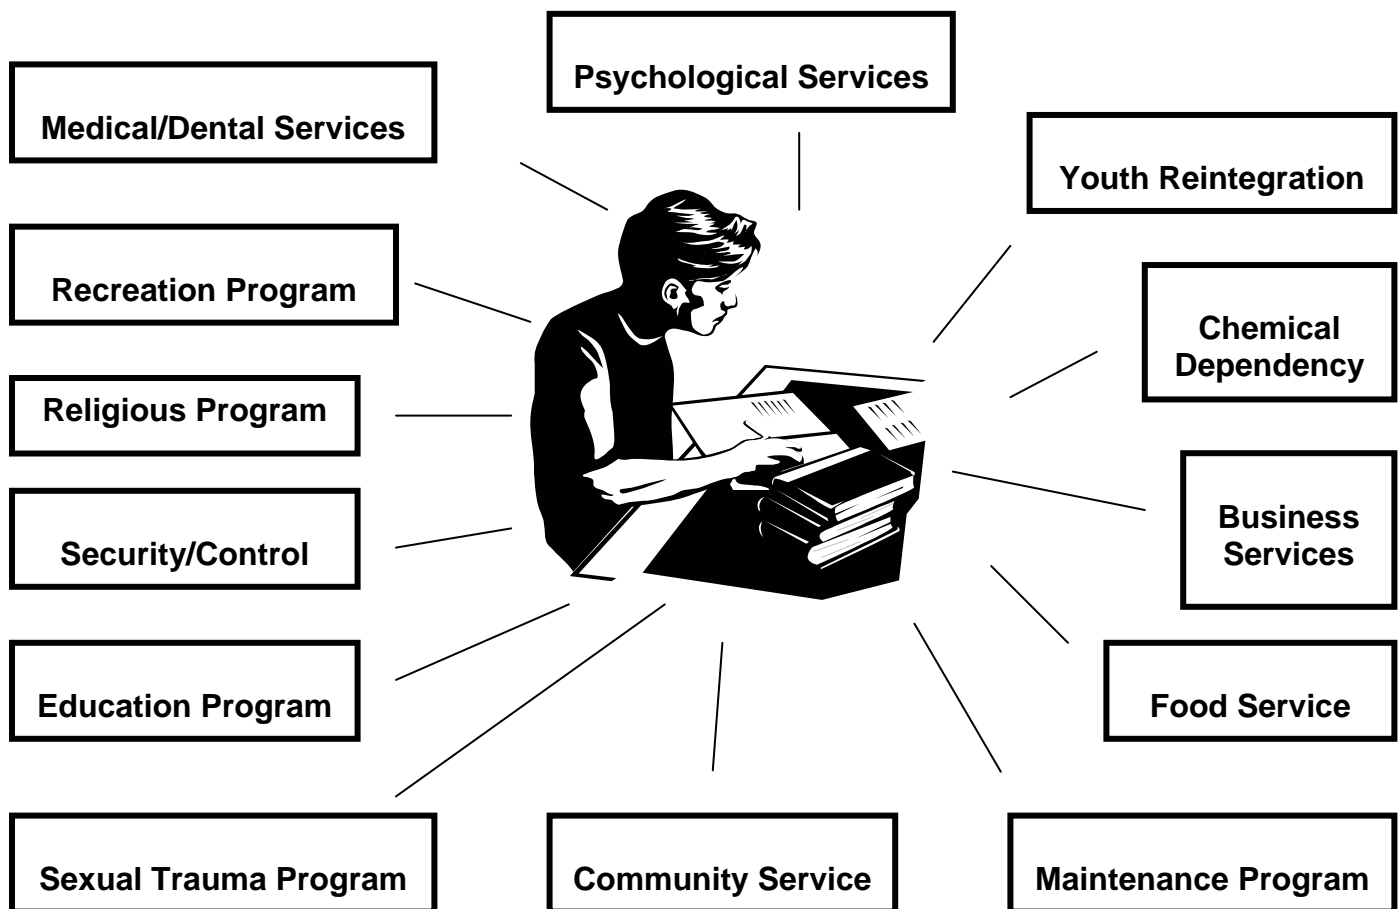 Psychological Services
Medical/Dental Services
Youth Reintegration
Recreation Program
Chemical
Dependency
Religious Program
Business
Services
Security/Control
Education Program
Food Service
Sexual Trauma Program
Community Service
Maintenance Program